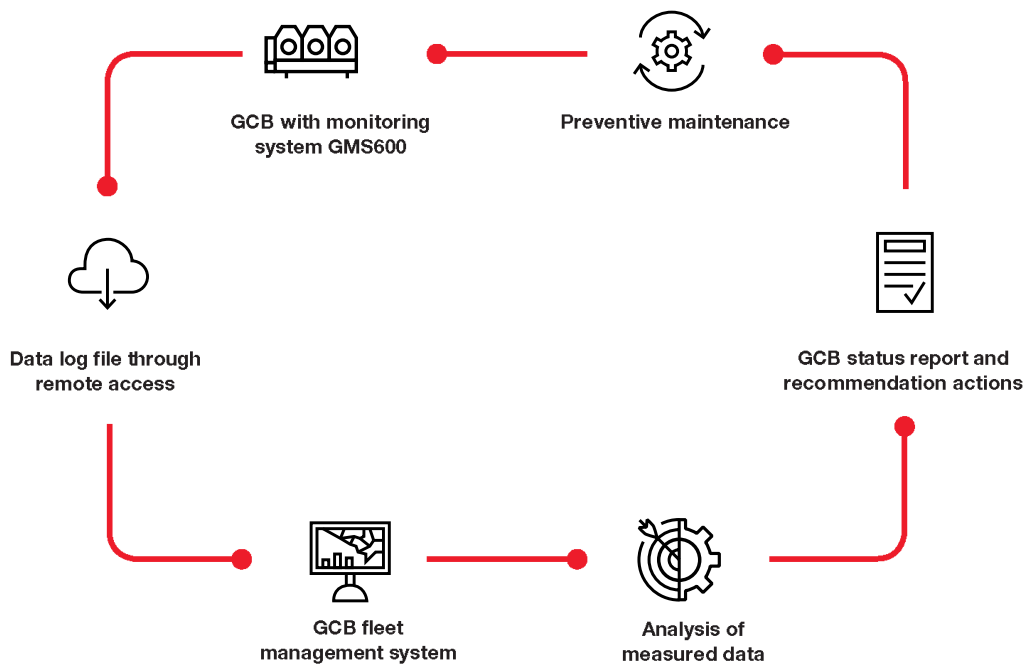 GCB with monitoring
system GMS600
Preventive maintenance
Data log file through
remote access
GCB status report and
recommendation actions
GCB fleet
management system
Analysis of
measured data